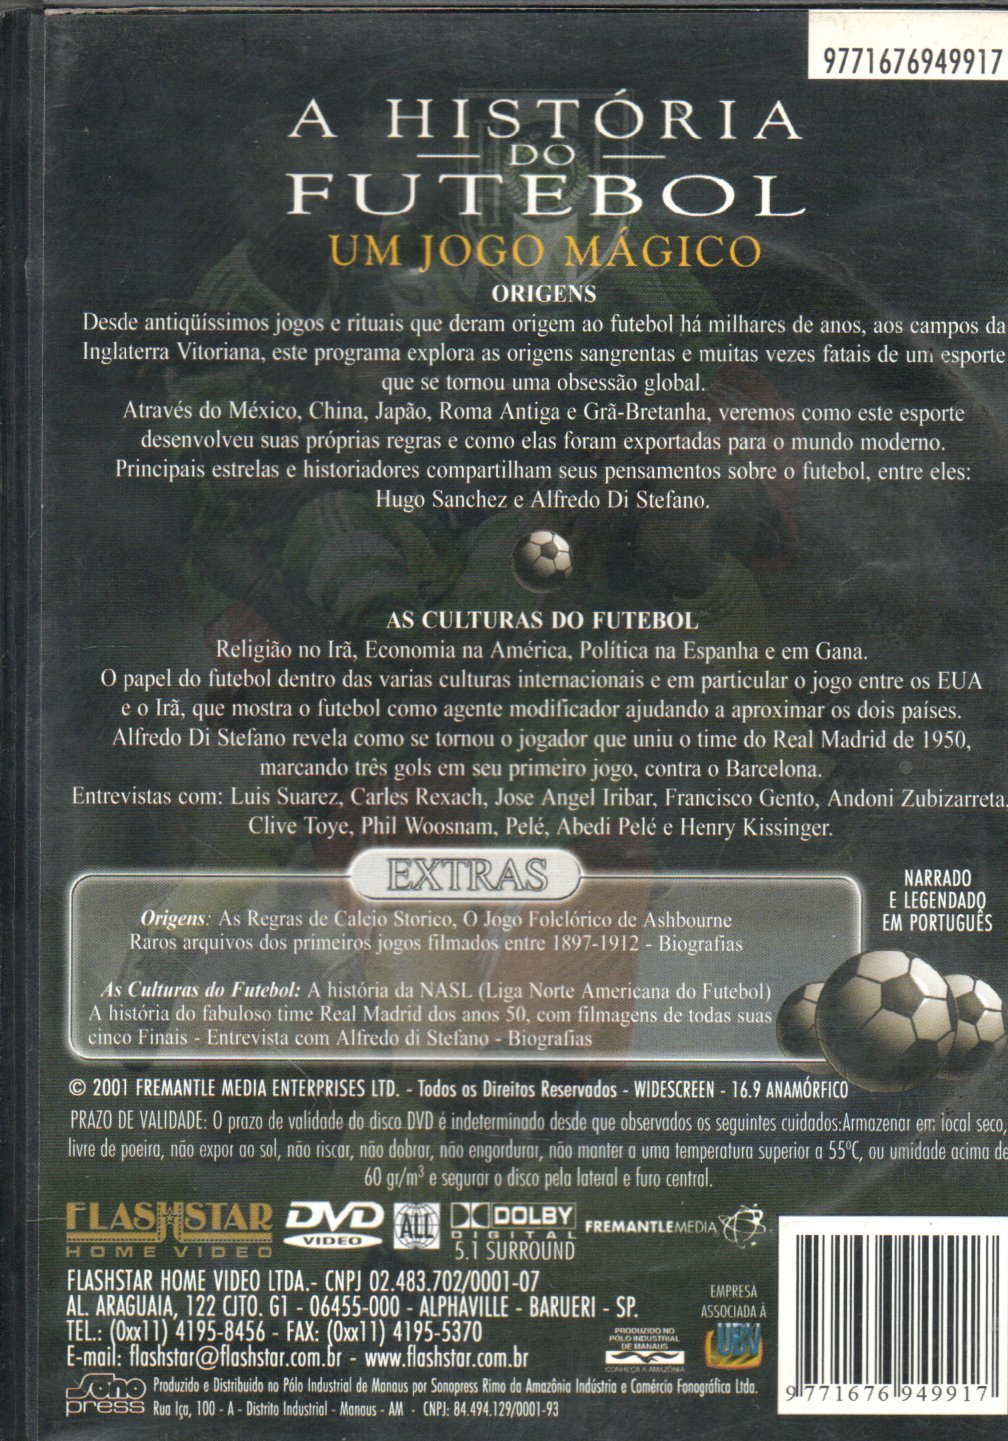 9771676949917
A HISTÓRIA
DO
FUTEBOL
UM JOGO MÁGICO
ORIGENS
Desde antiqüíssimos jogos e rituais que deram origem ao futebol há milhares de anos, aos campos da
Inglaterra Vitoriana, este programa explora as origens sangrentas e muitas vezes fatais de um esporte
que se tornou uma obsessão global.
Através do México, China, Japão, Roma Antiga e Grã-Bretanha, veremos como este esporte
desenvolveu suas próprias regras e como elas foram exportadas para o mundo moderno.
Principais estrelas e historiadores compartilham seus pensamentos sobre o futebol, entre eles:
Hugo Sanchez e Alfredo Di Stefano.
AS CULTURAS DO FUTEBOL
Religião no Irã, Economia na América, Política na Espanha e em Gana.
O papel do futebol dentro das varias culturas internacionais e em particular o jogo entre os EUA
e o Irã, que mostra o futebol como agente modificador ajudando a aproximar os dois países.
Alfredo Di Stefano revela como se tornou o jogador que uniu o time do Real Madrid de 1950,
marcando três gols em seu primeiro jogo, contra o Barcelona.
Entrevistas com: Luis Suarez, Carles Rexach, Jose Angel Iribar, Francisco Gento, Andoni Zubizarreta,
Clive Toye, Phil Woosnam, Pelé, Abedi Pelé e Henry Kissinger.
EXTRAS
Origens: As Regras de Calcio Storico, O Jogo Folclórico de Ashbourne
Raros arquivos dos primeiros jogos filmados entre 1897-1912 - Biografias
As Culturas do Futebol: A história da NASL (Liga Norte Americana do Futebol)
A história do fabuloso time Real Madrid dos anos 50, com filmagens de todas suas
cinco Finais - Entrevista com Alfredo di Stefano - Biografias
NARRADO
E LEGENDADO
EM PORTUGUÊS
© 2001 FREMANTLE MEDIA ENTERPRISES LTD. - Todos os Direitos Reservados - WIDESCREEN - 16.9 ANAMÓRFICO
PRAZO DE VALIDADE: O prazo de validade do disco DVD é indeterminado desde que observados os seguintes cuidados:Armazenar em local seco,
livre de poeira, não expor ao sol, não riscar, não dobrar, não engordurar, não manter a uma temperatura superior a 55ºC, ou umidade acima de
60 gr/m³ e segurar o disco pela lateral e furo central.
FLASHSTAR
HOME VIDEO
DVD
VIDEO
ALL
DOLBY
DIGITAL
5.1 SURROUND
FREMANTLEMEDIA
FLASHSTAR HOME VIDEO LTDA.- CNPJ 02.483.702/0001-07
AL. ARAGUAIA, 122 CJTO. G1 - 06455-000 - ALPHAVILLE - BARUERI - SP.
TEL.: (0xx11) 4195-8456 - FAX: (0xx11) 4195-5370
E-mail: flashstar@flashstar.com.br - www.flashstar.com.br
PRODUZIDO NO
PÓLO INDUSTRIAL
DE MANAUS
CONHEÇA A AMAZÔNIA
EMPRESA
ASSOCIADA À
UBV
Sono
press
Produzido e Distribuido no Pólo Industrial de Manaus por Sonopress Rimo da Amazônia Indústria e Comércio Fonográfica Ltda.
Rua Iça, 100 - A - Distrito Industrial - Manaus - AM - CNPJ: 84.494.129/0001-93
9 771676 949917